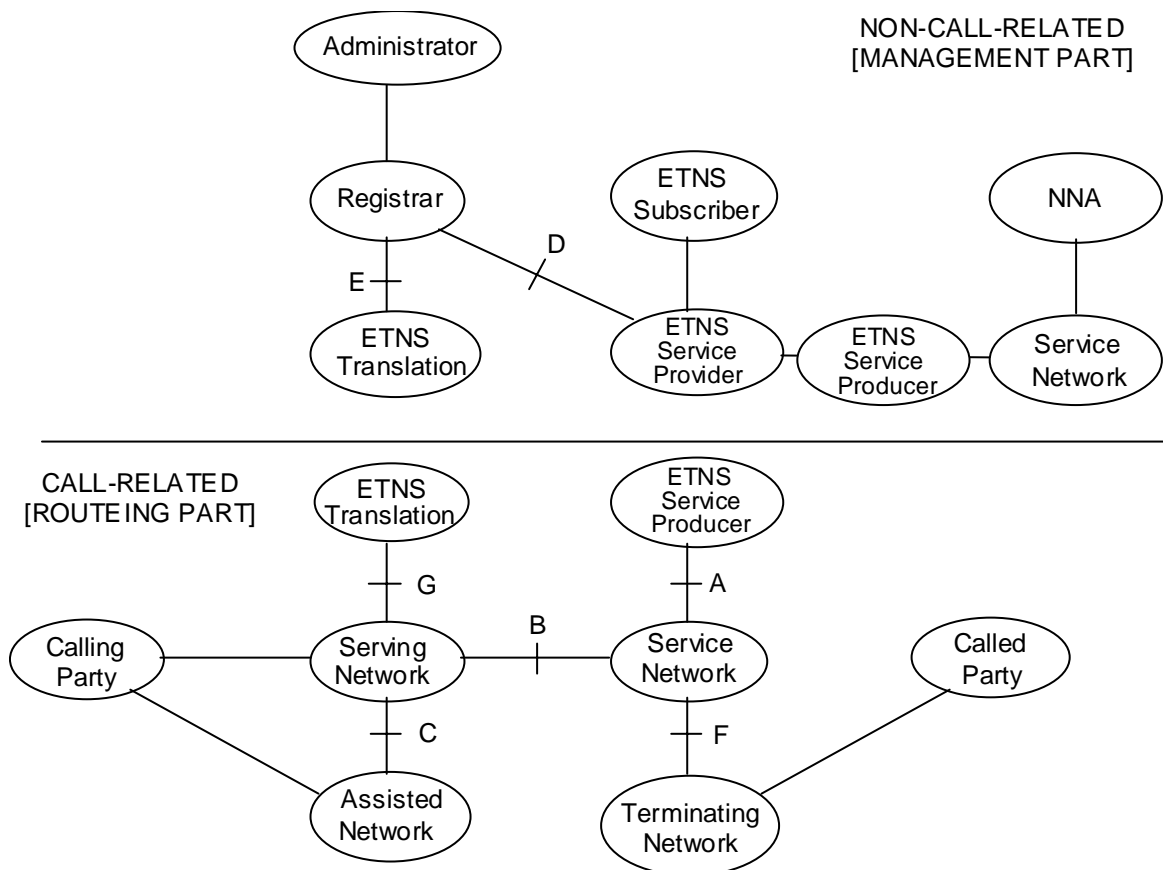 Administrator
NON-CALL-RELATED
[MANAGEMENT PART]
Registrar
ETNS
Subscriber
NNA
D
E
ETNS
Translation
ETNS
Service
Provider
ETNS
Service
Producer
Service
Network
CALL-RELATED
[ROUTEING PART]
ETNS
Translation
ETNS
Service
Producer
G
A
Calling
Party
Serving
Network
B
Service
Network
Called
Party
C
F
Assisted
Network
Terminating
Network